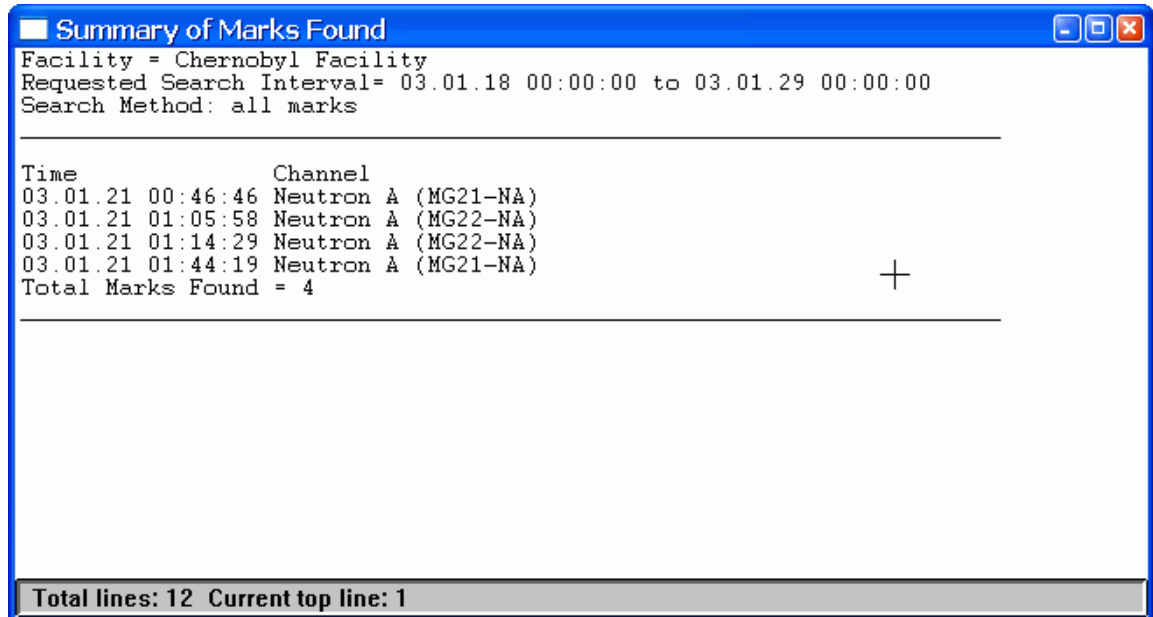 Summary of Marks Found
Facility = Chernobyl Facility
Requested Search Interval= 03.01.18 00:00:00 to 03.01.29 00:00:00
Search Method: all marks
Time Channel
03.01.21 00:46:46 Neutron A (MG21-NA)
03.01.21 01:05:58 Neutron A (MG22-NA)
03.01.21 01:14:29 Neutron A (MG22-NA)
03.01.21 01:44:19 Neutron A (MG21-NA)
Total Marks Found = 4
Total lines: 12 Current top line: 1